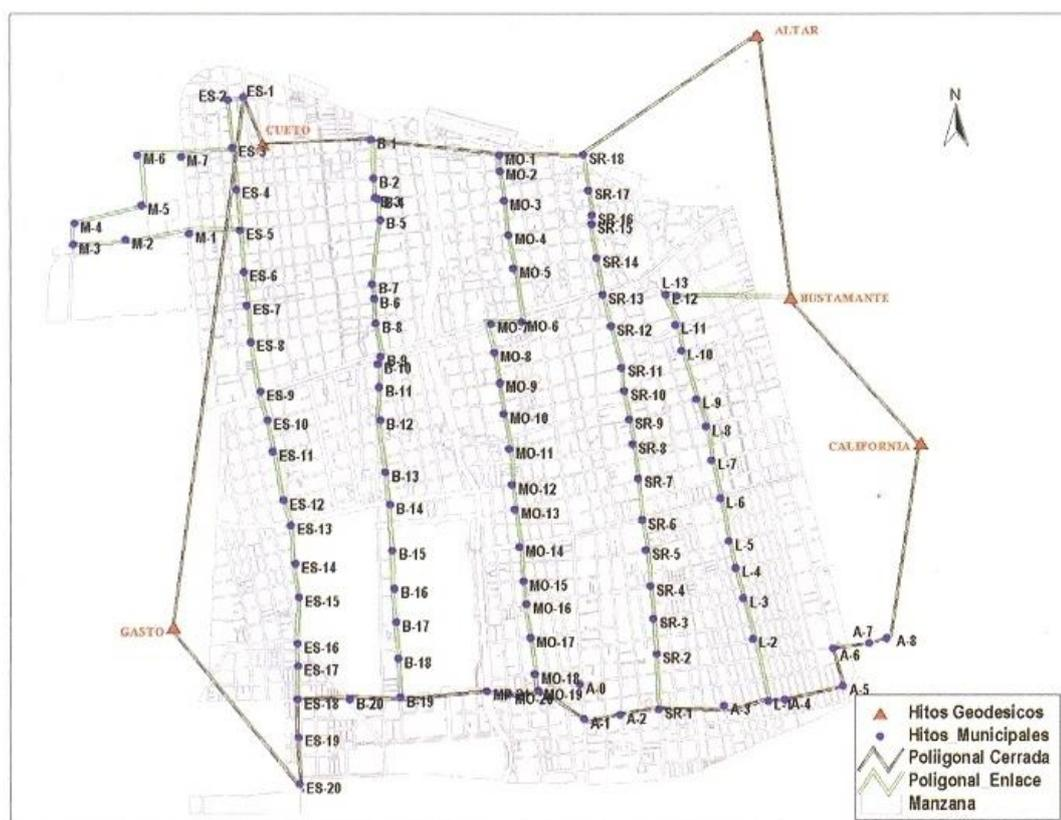 ALTAR
N
ES-2
ES-1
CUETO
B-1
ES-3
M-6
M-7
MO-1
SR-18
MO-2
B-2
ES-4
SR-17
B-4
MO-3
M-5
B-5
SR-16
SR-15
M-4
M-1
ES-5
MO-4
M-3
M-2
SR-14
ES-6
MO-5
B-7
L-13
SR-13
L-12
BUSTAMANTE
B-6
ES-7
B-8
MO-7
MO-6
SR-12
L-11
ES-8
MO-8
L-10
B-9
B-10
SR-11
B-11
MO-9
ES-9
SR-10
L-9
MO-10
ES-10
B-12
SR-9
L-8
CALIFORNIA
ES-11
MO-11
SR-8
L-7
B-13
SR-7
MO-12
ES-12
L-6
B-14
MO-13
ES-13
SR-6
L-5
MO-14
B-15
SR-5
ES-14
L-4
MO-15
B-16
SR-4
ES-15
MO-16
L-3
SR-3
B-17
GASTO
MO-17
L-2
A-7
A-8
ES-16
SR-2
A-6
B-18
ES-17
MO-18
A-0
A-5
ES-18
B-20
B-19
MO-20
MO-19
SR-1
A-3
A-4
A-1
A-2
ES-19
ES-20
Hitos Geodesicos
Hitos Municipales
Poliigonal Cerrada
Poligonal Enlace
Manzana